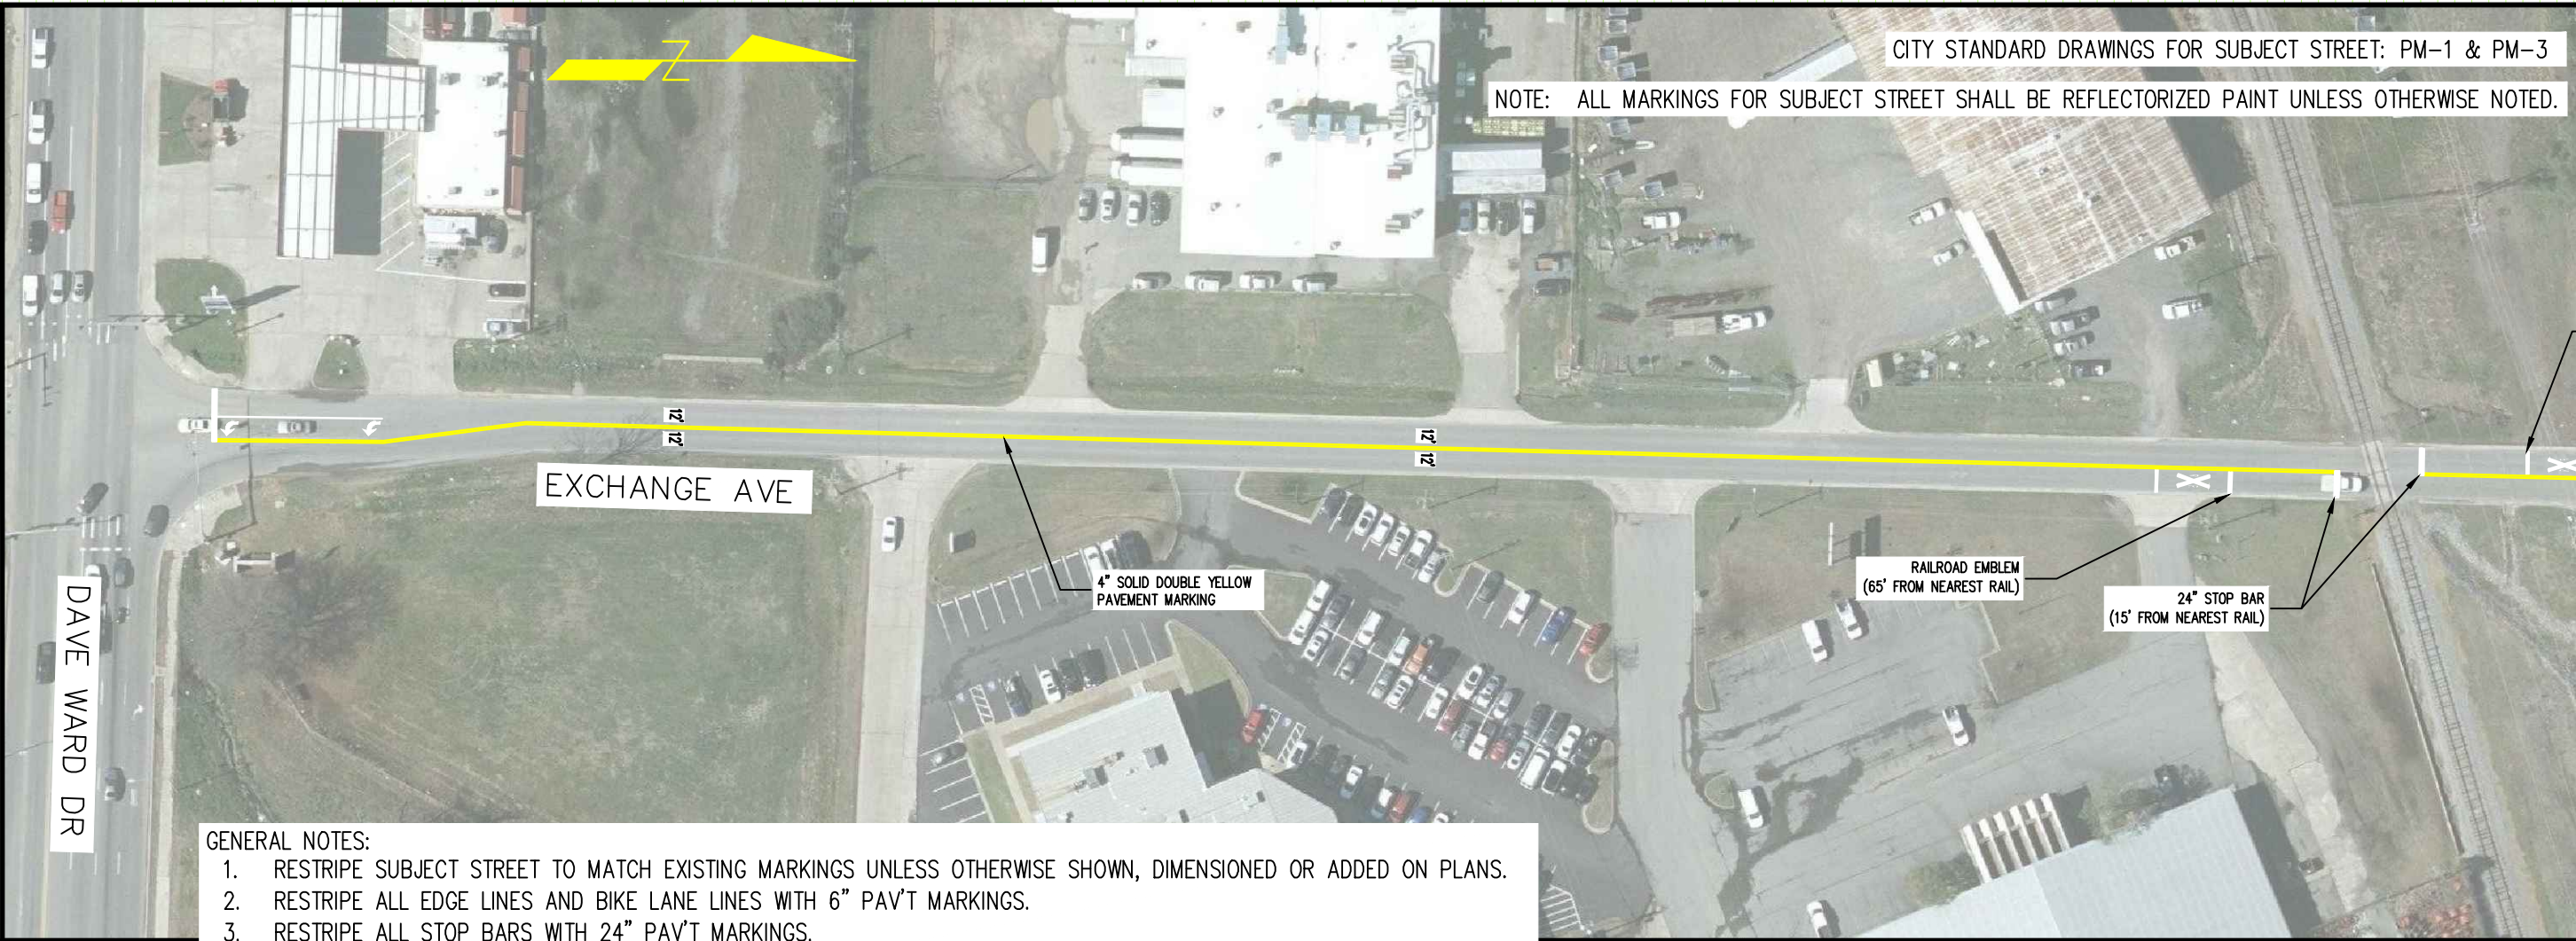 CITY STANDARD DRAWINGS FOR SUBJECT STREET: PM-1 & PM-3
NOTE: ALL MARKINGS FOR SUBJECT STREET SHALL BE REFLECTORIZED PAINT UNLESS OTHERWISE NOTED.
Z
12'
12'
12'
12'
EXCHANGE AVE
4" SOLID DOUBLE YELLOW
PAVEMENT MARKING
RAILROAD EMBLEM
(65' FROM NEAREST RAIL)
24" STOP BAR
(15' FROM NEAREST RAIL)
DAVE WARD DR
GENERAL NOTES:
1. RESTRIPE SUBJECT STREET TO MATCH EXISTING MARKINGS UNLESS OTHERWISE SHOWN, DIMENSIONED OR ADDED ON PLANS.
2. RESTRIPE ALL EDGE LINES AND BIKE LANE LINES WITH 6" PAV'T MARKINGS.
3. RESTRIPE ALL STOP BARS WITH 24" PAV'T MARKINGS.